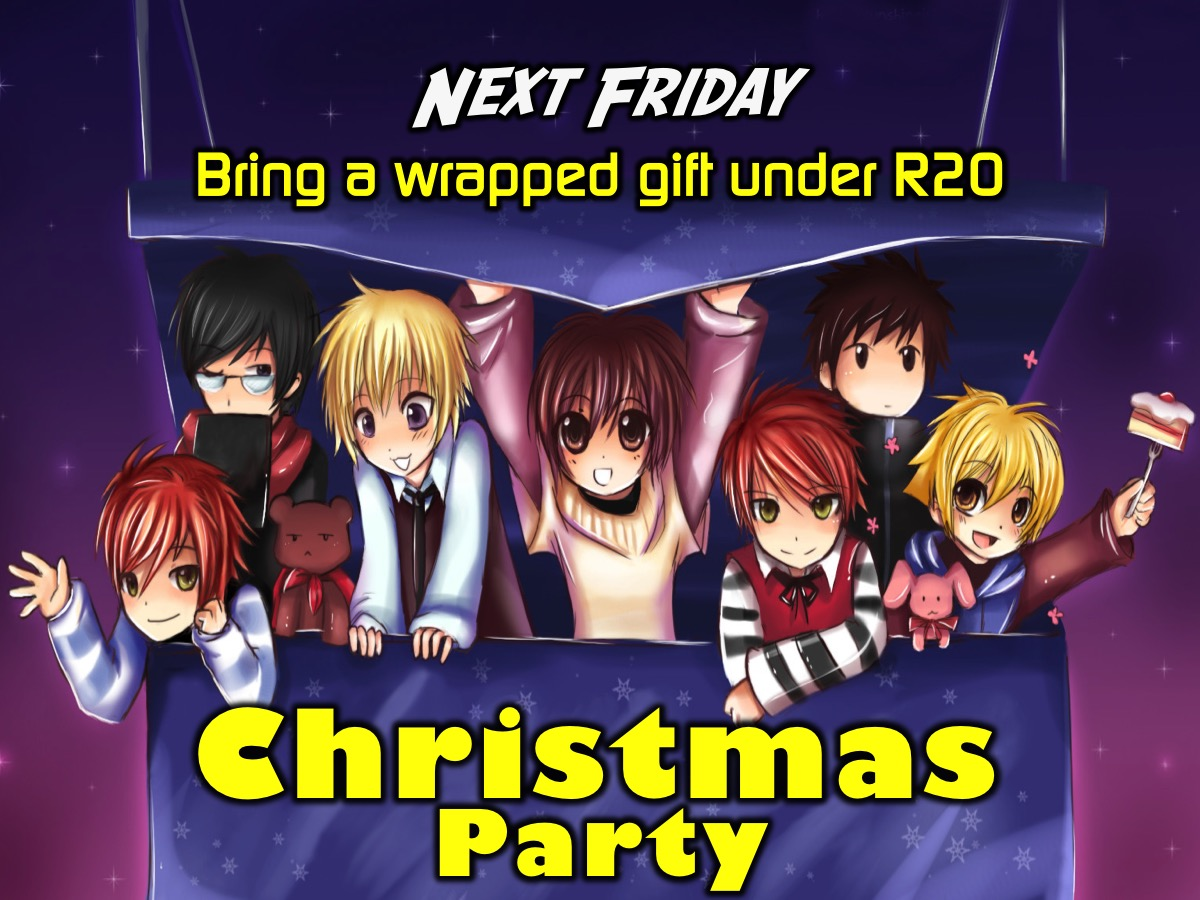 Next Friday
Bring a wrapped gift under R20
Christmas
Party